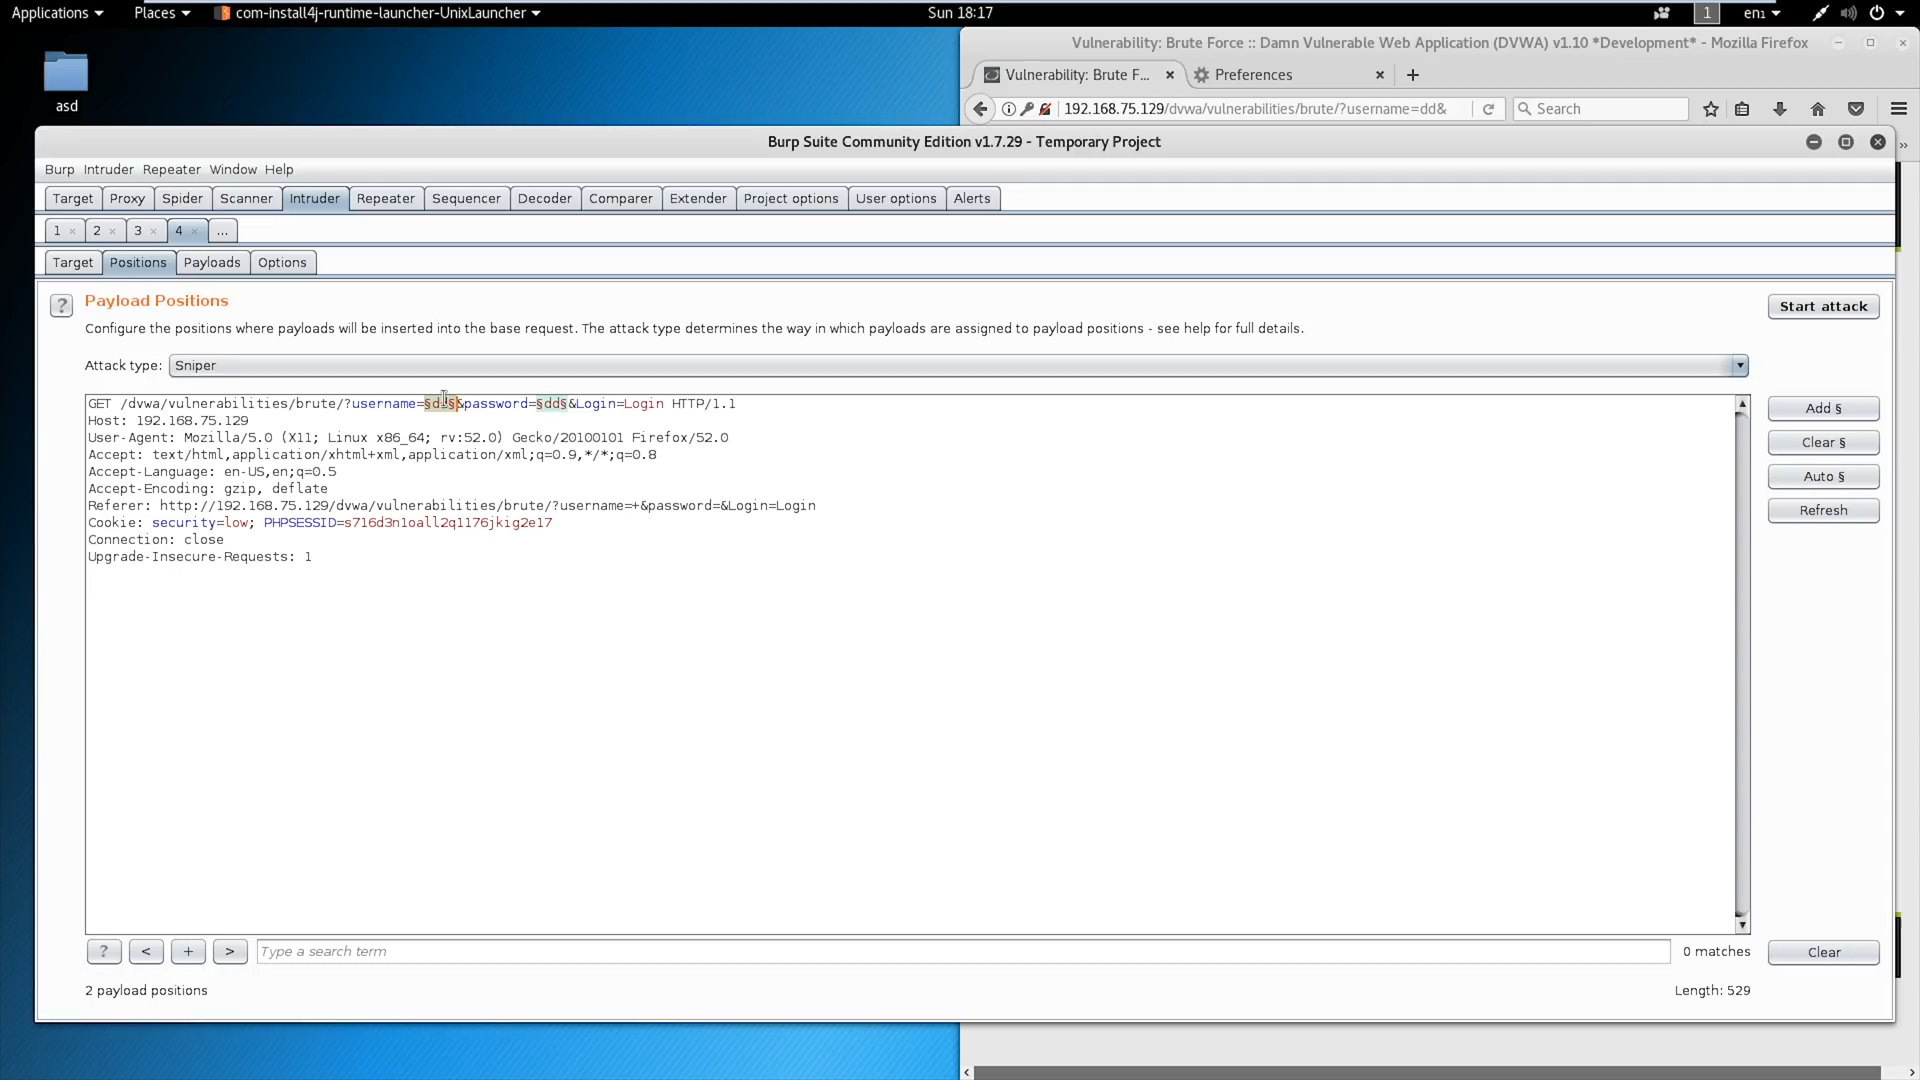 Applications Places com-install4j-runtime-launcher-UnixLauncher Sun 18:17 1 en1
asd
Vulnerability: Brute Force :: Damn Vulnerable Web Application (DVWA) v1.10 *Development* - Mozilla Firefox
Vulnerability: Brute F... Preferences
192.168.75.129/dvwa/vulnerabilities/brute/?username=dd& Search
Burp Suite Community Edition v1.7.29 - Temporary Project
Burp Intruder Repeater Window Help
Target Proxy Spider Scanner Intruder Repeater Sequencer Decoder Comparer Extender Project options User options Alerts
1 × 2 × 3 × 4 × ...
Target Positions Payloads Options
? Payload Positions
Start attack
Configure the positions where payloads will be inserted into the base request. The attack type determines the way in which payloads are assigned to payload positions - see help for full details.
Attack type: Sniper
GET /dvwa/vulnerabilities/brute/?username=§dd§&password=§dd§&Login=Login HTTP/1.1
Host: 192.168.75.129
User-Agent: Mozilla/5.0 (X11; Linux x86_64; rv:52.0) Gecko/20100101 Firefox/52.0
Accept: text/html,application/xhtml+xml,application/xml;q=0.9,*/*;q=0.8
Accept-Language: en-US,en;q=0.5
Accept-Encoding: gzip, deflate
Referer: http://192.168.75.129/dvwa/vulnerabilities/brute/?username=+&password=&Login=Login
Cookie: security=low; PHPSESSID=s716d3n1oall2q1176jkig2e17
Connection: close
Upgrade-Insecure-Requests: 1
Add §
Clear §
Auto §
Refresh
? < + > Type a search term 0 matches Clear
2 payload positions Length: 529